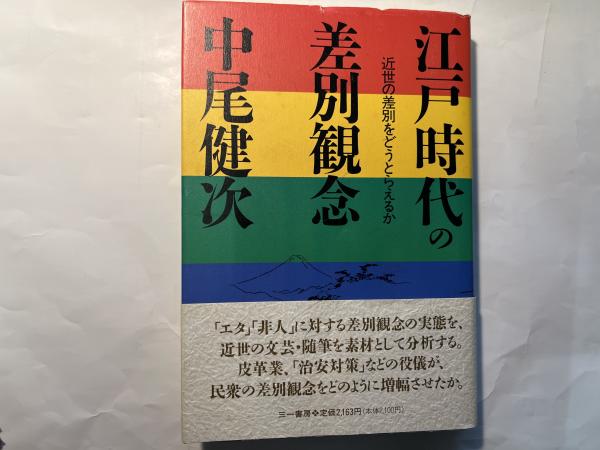 江戸時代の
差別観念
近世の差別をどうとらえるか
中尾健次
「エタ」「非人」に対する差別観念の実態を、
近世の文芸・随筆を素材として分析する。
皮革業、「治安対策」などの役儀が、
民衆の差別観念をどのように増幅させたか。
三一書房❖定価2,163円(本体2,100円)